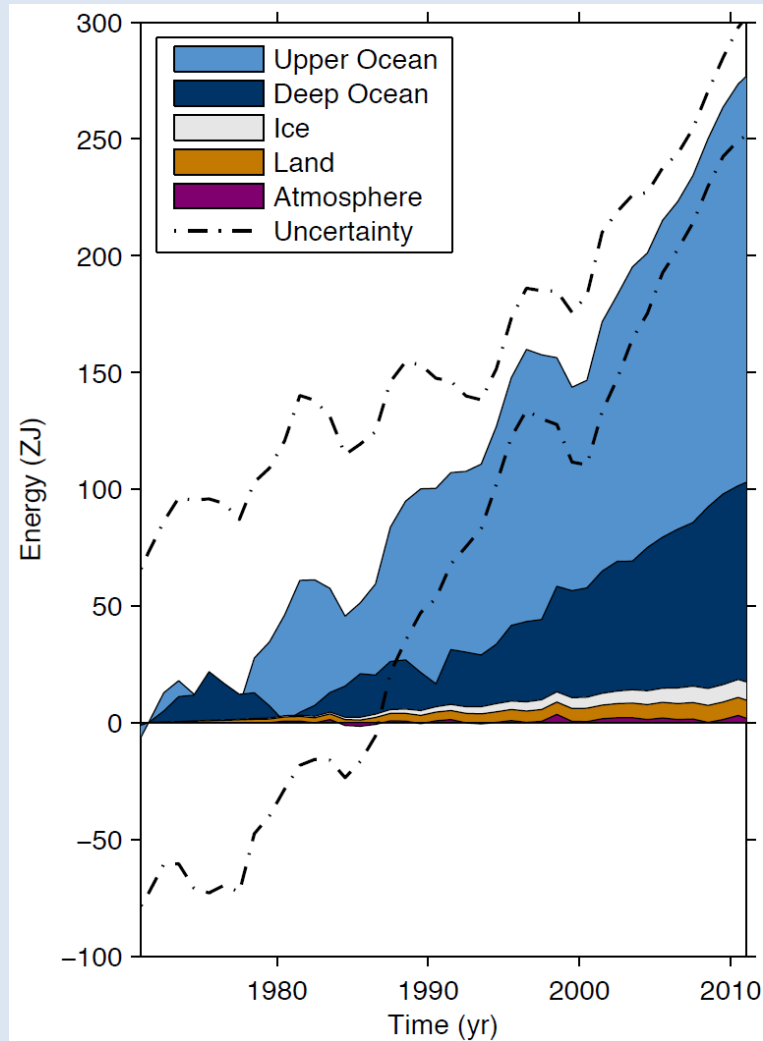 300
250
200
150
100
50
0
−50
−100
Energy (ZJ)
Upper Ocean
Deep Ocean
Ice
Land
Atmosphere
Uncertainty
1980 1990 2000 2010
Time (yr)